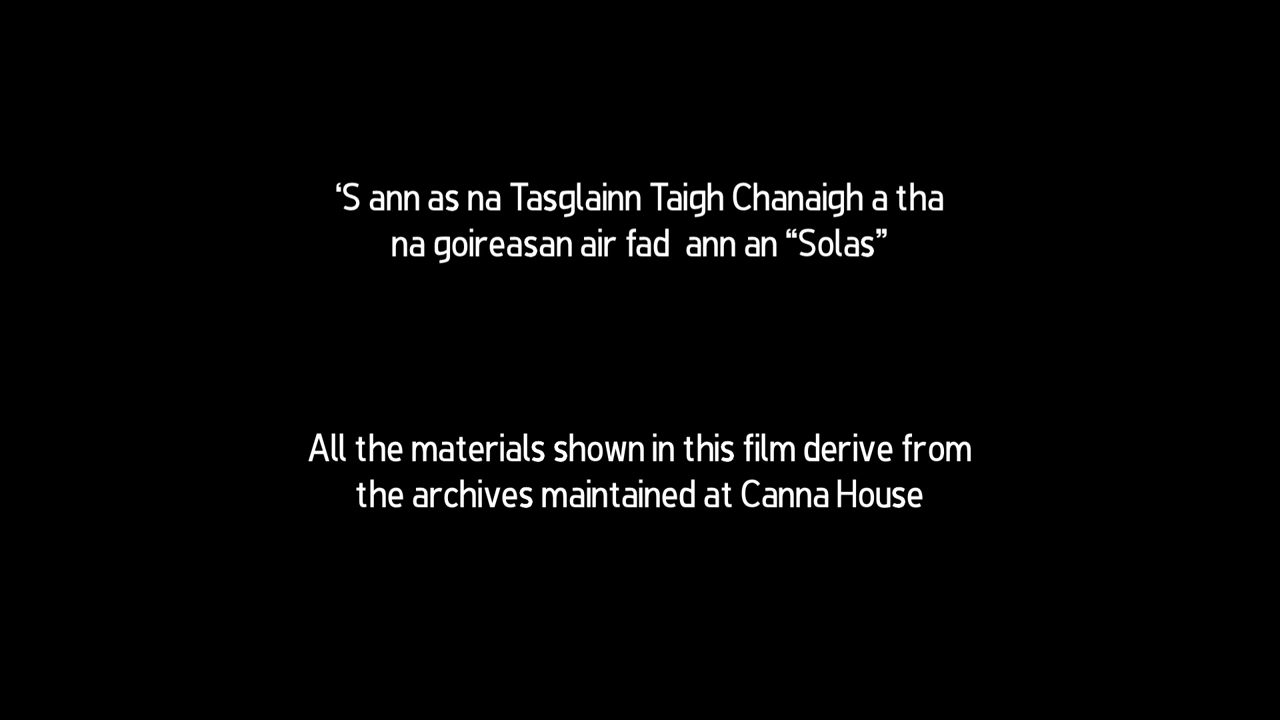 ‘S ann as na Tasglainn Taigh Chanaigh a tha
na goireasan air fad  ann an “Solas”
All the materials shown in this film derive from
the archives maintained at Canna House